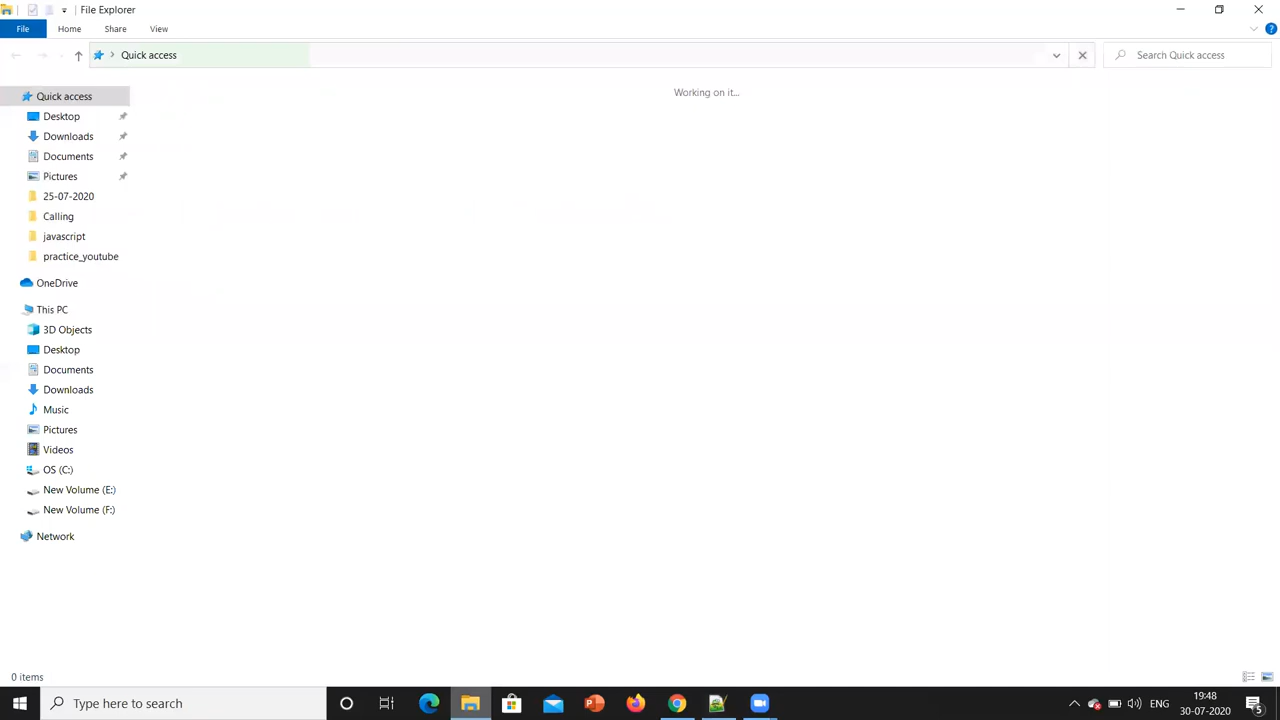 File Explorer
File Home Share View
Quick access
Search Quick access
Working on it...
Quick access
Desktop
Downloads
Documents
Pictures
25-07-2020
Calling
javascript
practice_youtube
OneDrive
This PC
3D Objects
Desktop
Documents
Downloads
Music
Pictures
Videos
OS (C:)
New Volume (E:)
New Volume (F:)
Network
0 items
Type here to search
ENG
19:48
30-07-2020
5